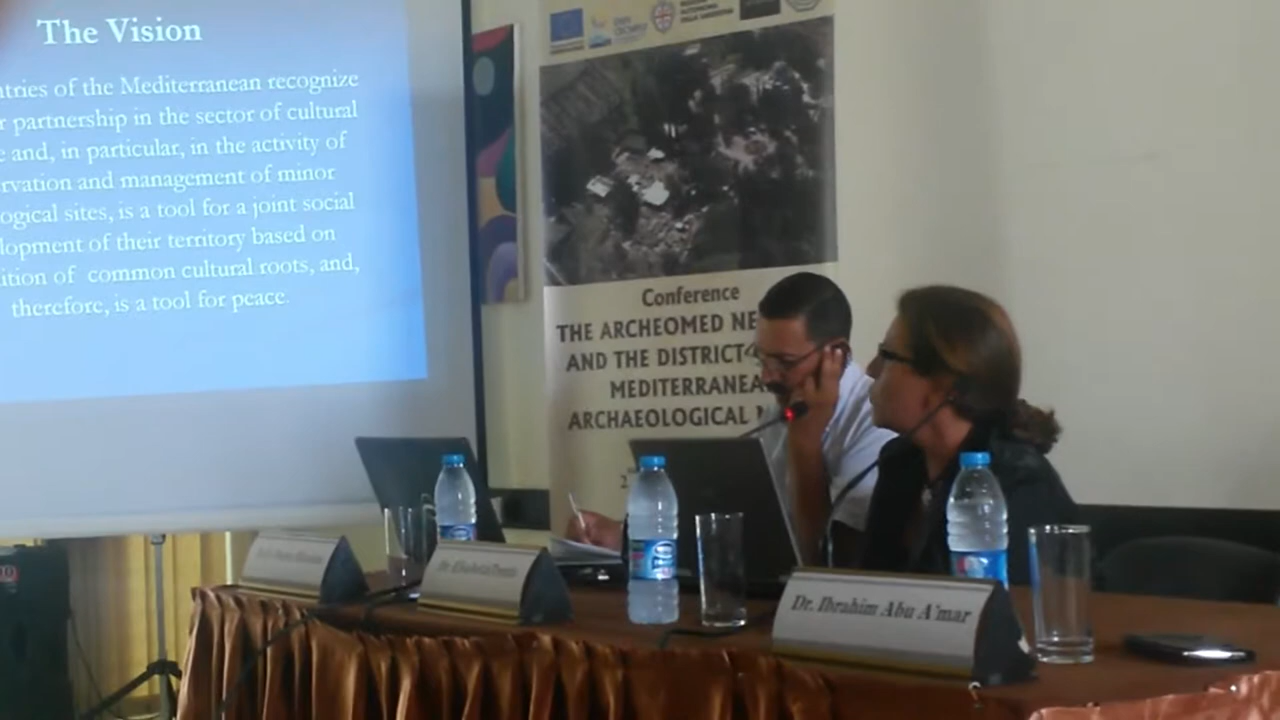 The Vision
ntries of the Mediterranean recognize
r partnership in the sector of cultural
e and, in particular, in the activity of
rvation and management of minor
ogical sites, is a tool for a joint social
lopment of their territory based on
ition of common cultural roots, and,
therefore, is a tool for peace.
Conference
THE ARCHEOMED NE
AND THE DISTRICT
MEDITERRANEA
ARCHAEOLOGICAL
Dr. Ibrahim Abu A'mar